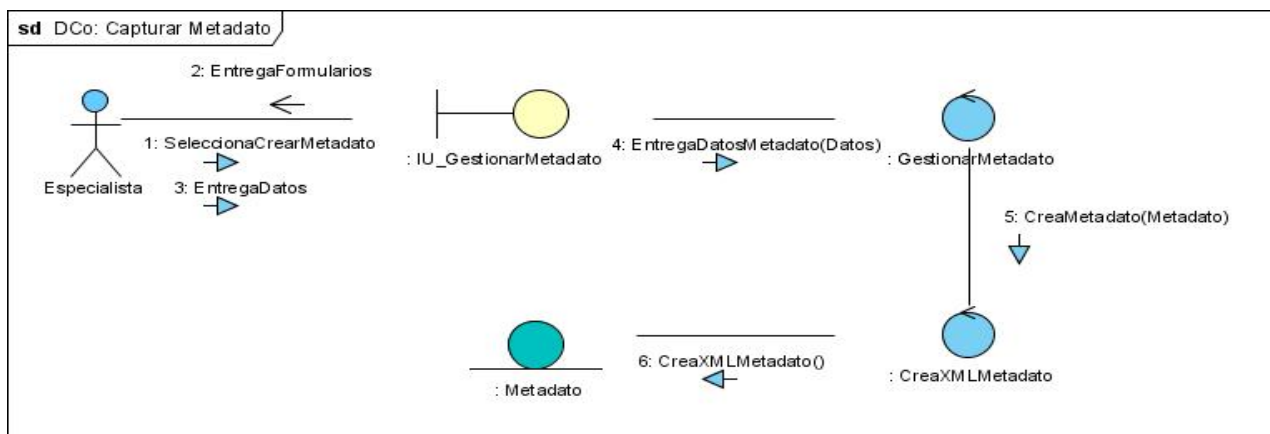 sd DCo: Capturar Metadato
2: EntregaFormularios
1: SeleccionaCrearMetadato
3: EntregaDatos
Especialista
: IU_GestionarMetadato
4: EntregaDatosMetadato(Datos)
: GestionarMetadato
5: CreaMetadato(Metadato)
6: CreaXMLMetadato()
: Metadato
: CreaXMLMetadato